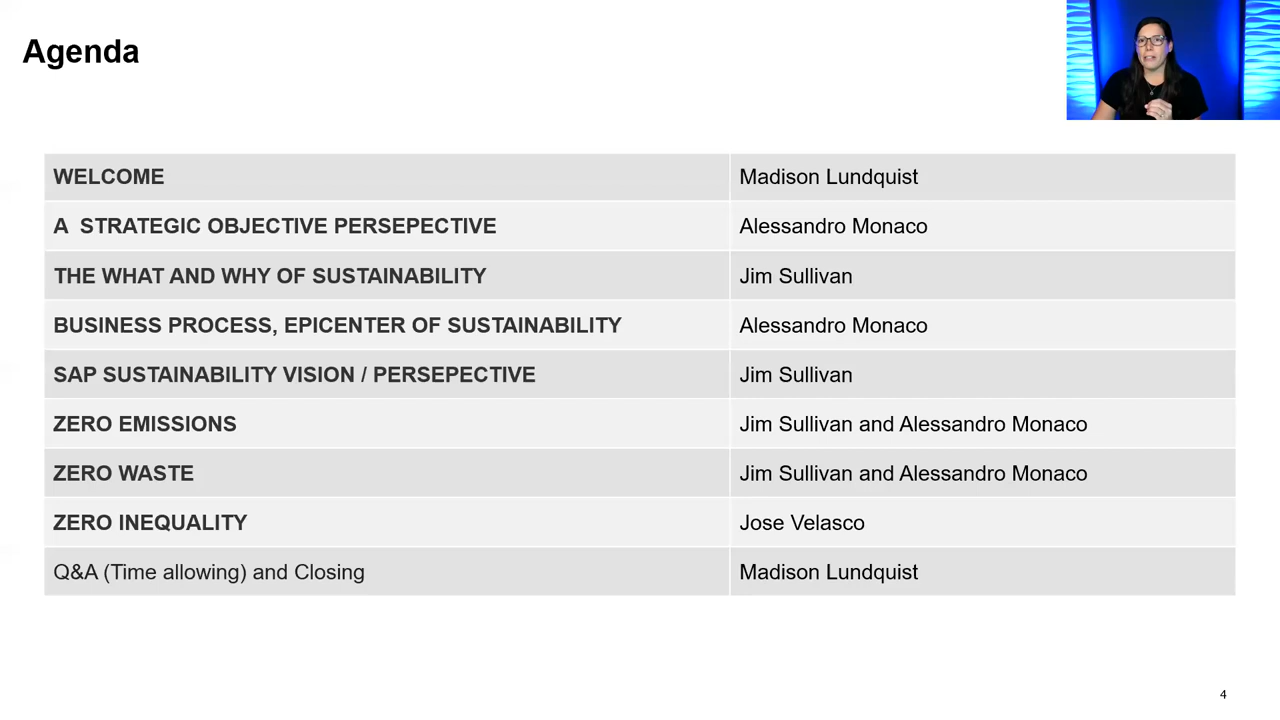 Agenda
WELCOME Madison Lundquist
A  STRATEGIC OBJECTIVE PERSEPECTIVE Alessandro Monaco
THE WHAT AND WHY OF SUSTAINABILITY Jim Sullivan
BUSINESS PROCESS, EPICENTER OF SUSTAINABILITY Alessandro Monaco
SAP SUSTAINABILITY VISION / PERSEPECTIVE Jim Sullivan
ZERO EMISSIONS Jim Sullivan and Alessandro Monaco
ZERO WASTE Jim Sullivan and Alessandro Monaco
ZERO INEQUALITY Jose Velasco
Q&A (Time allowing) and Closing Madison Lundquist
4